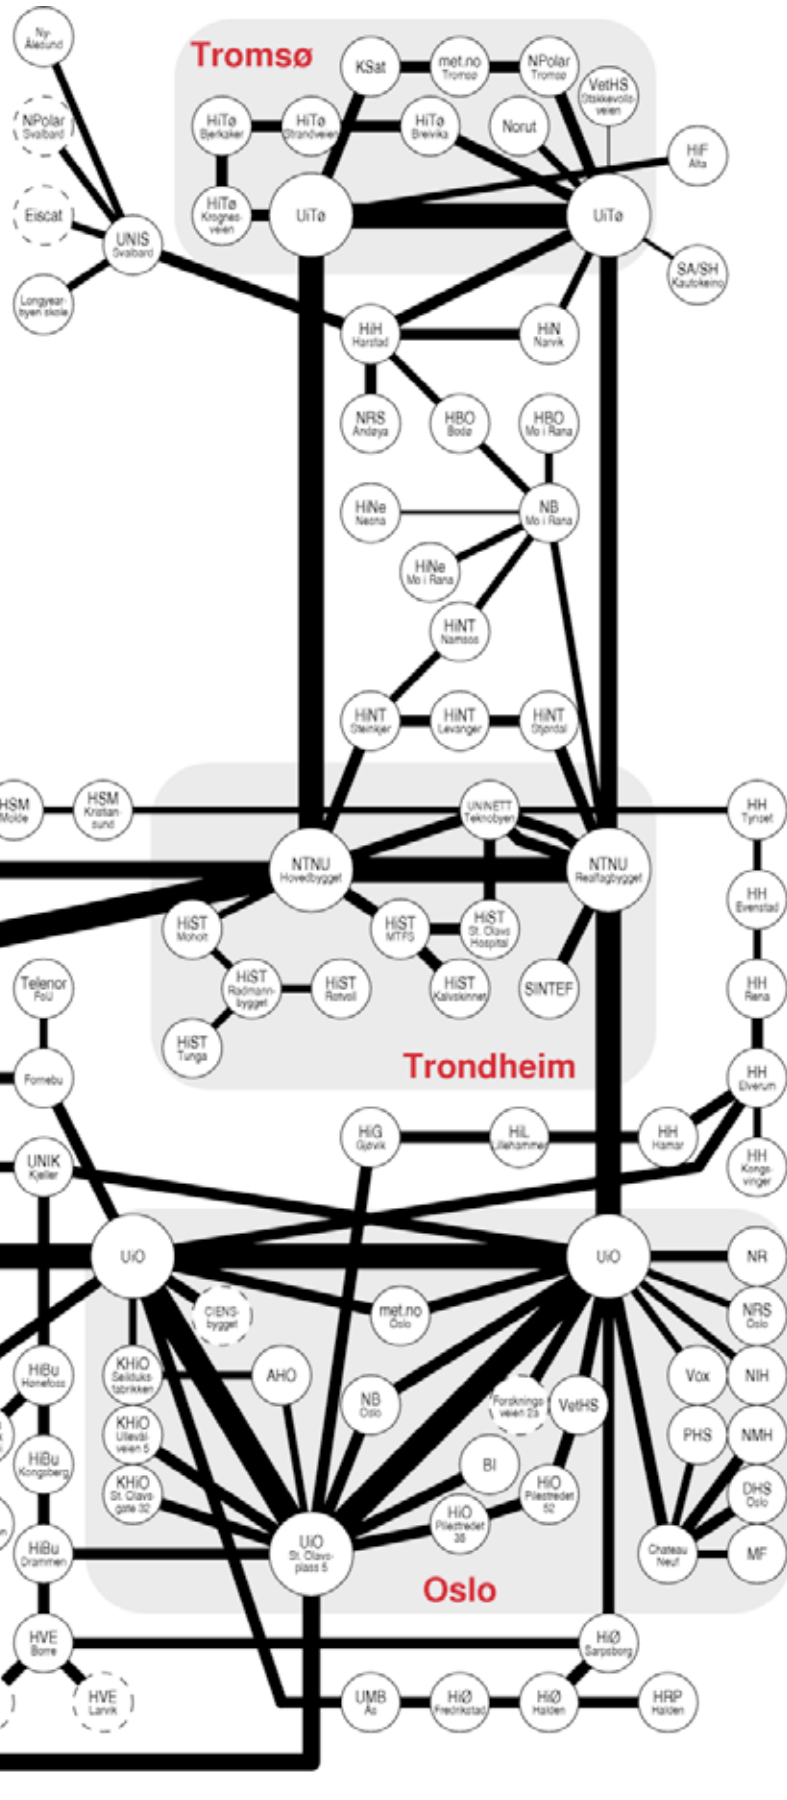 Ny-
Ålesund
Tromsø
KSat
met.no
Tromsø
NPolar
Tromsø
VetHS
Stakkevolls-
veien
NPolar
Svalbard
HiTø
Bjerkaker
HiTø
Strandveien
HiTø
Breivika
Norut
HiF
Alta
Eiscat
HiTø
Krognes-
veien
UiTø
UiTø
UNIS
Svalbard
SA/SH
Kautokeino
Longyear-
byen skole
HiH
Harstad
HiN
Narvik
NRS
Andøya
HBO
Bodø
HBO
Mo i Rana
HiNe
Nesna
NB
Mo i Rana
HiNe
Mo i Rana
HiNT
Namsos
HiNT
Steinkjer
HiNT
Levanger
HiNT
Stjørdal
HSM
Molde
HSM
Kristian-
sund
UNINETT
Teknobyen
HH
Tynset
NTNU
Hovedbygget
NTNU
Realfagbygget
HH
Evenstad
HiST
Moholt
HiST
MTFS
HiST
St. Olavs
Hospital
Telenor
FoU
HiST
Rådmann-
bygget
HiST
Rotvoll
HiST
Kalvskinnet
SINTEF
HH
Rena
HiST
Tunga
Trondheim
Fornebu
HH
Elverum
HiG
Gjøvik
HiL
Lillehammer
HH
Hamar
UNIK
Kjeller
HH
Kongs-
vinger
UiO
UiO
NR
CIENS-
bygget
met.no
Oslo
NRS
Oslo
HiBu
Hønefoss
KHiO
Seilduks-
fabrikken
AHO
NB
Oslo
Forsknings-
veien 2a
VetHS
Vox
NIH
KHiO
Ullevål-
veien 5
PHS
NMH
HiBu
Kongsberg
BI
KHiO
St. Olavs
gate 32
HiO
Pilestredet
52
DHS
Oslo
HiO
Pilestredet
35
HiBu
Drammen
UiO
St. Olavs-
plass 5
Chateau
Neuf
MF
Oslo
HVE
Borre
HiØ
Sarpsborg
HVE
Larvik
UMB
Ås
HiØ
Fredrikstad
HiØ
Halden
HRP
Halden